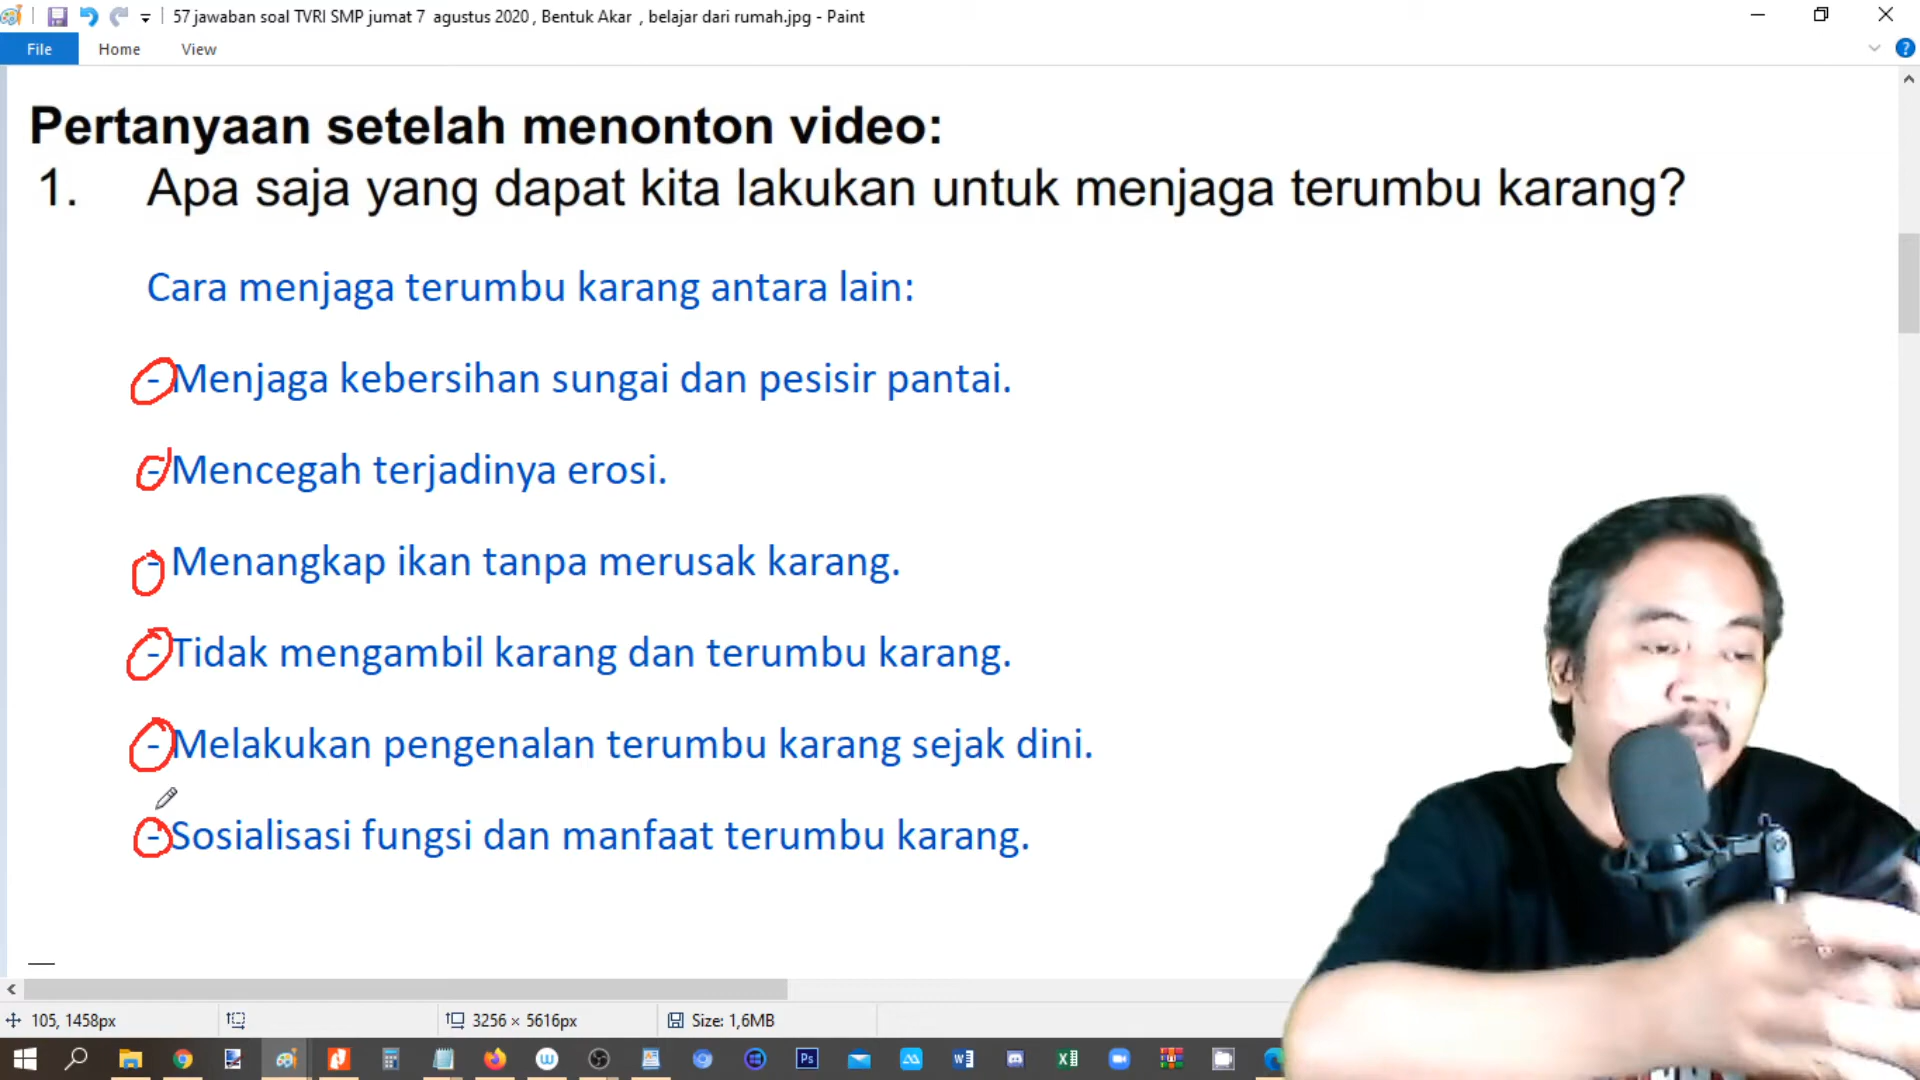 57 jawaban soal TVRI SMP jumat 7 agustus 2020 , Bentuk Akar , belajar dari rumah.jpg - Paint
File Home View
Pertanyaan setelah menonton video:
1. Apa saja yang dapat kita lakukan untuk menjaga terumbu karang?
Cara menjaga terumbu karang antara lain:
- Menjaga kebersihan sungai dan pesisir pantai.
- Mencegah terjadinya erosi.
- Menangkap ikan tanpa merusak karang.
- Tidak mengambil karang dan terumbu karang.
- Melakukan pengenalan terumbu karang sejak dini.
- Sosialisasi fungsi dan manfaat terumbu karang.
105, 1458px 3256 × 5616px Size: 1,6MB
Ps